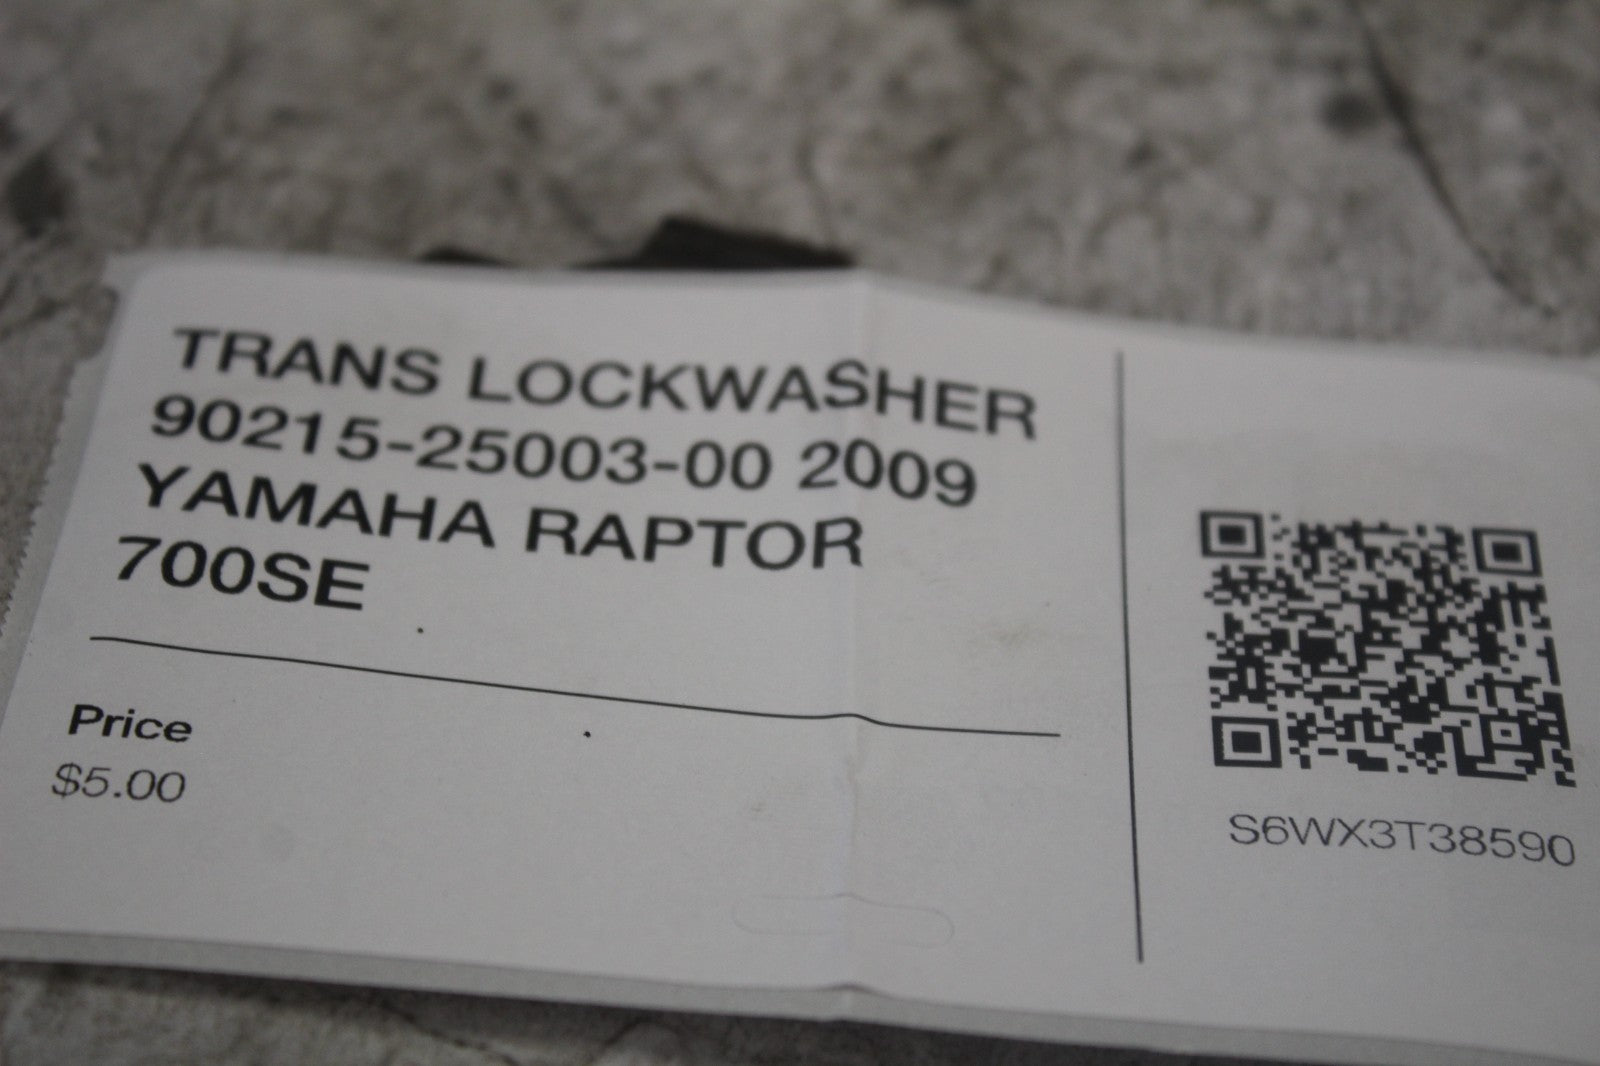 TRANS LOCKWASHER
90215-25003-00 2009
YAMAHA RAPTOR
700SE
Price
$5.00
S6WX3T38590